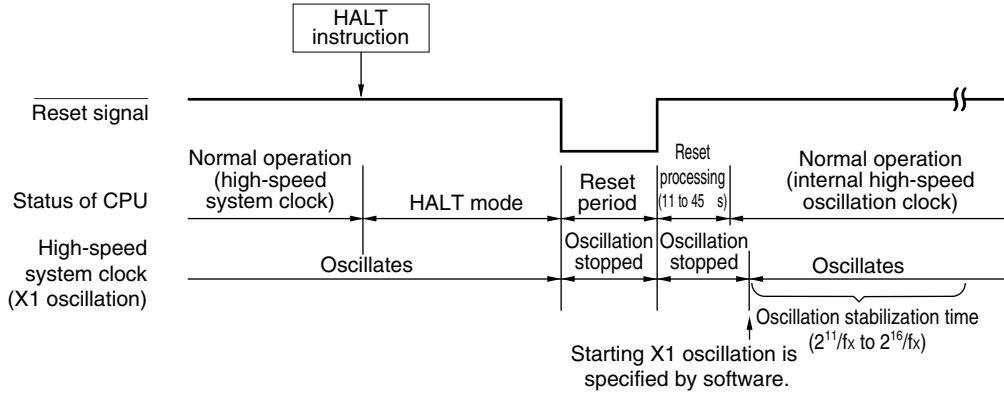 HALT
instruction
Reset signal
Status of CPU
Normal operation
(high-speed
system clock)
HALT mode
Reset
period
Reset
processing
(11 to 45 s)
Normal operation
(internal high-speed
oscillation clock)
High-speed
system clock
(X1 oscillation)
Oscillates
Oscillation
stopped
Oscillation
stopped
Oscillates
Oscillation stabilization time
(2¹¹/fx to 2¹⁶/fx)
Starting X1 oscillation is
specified by software.